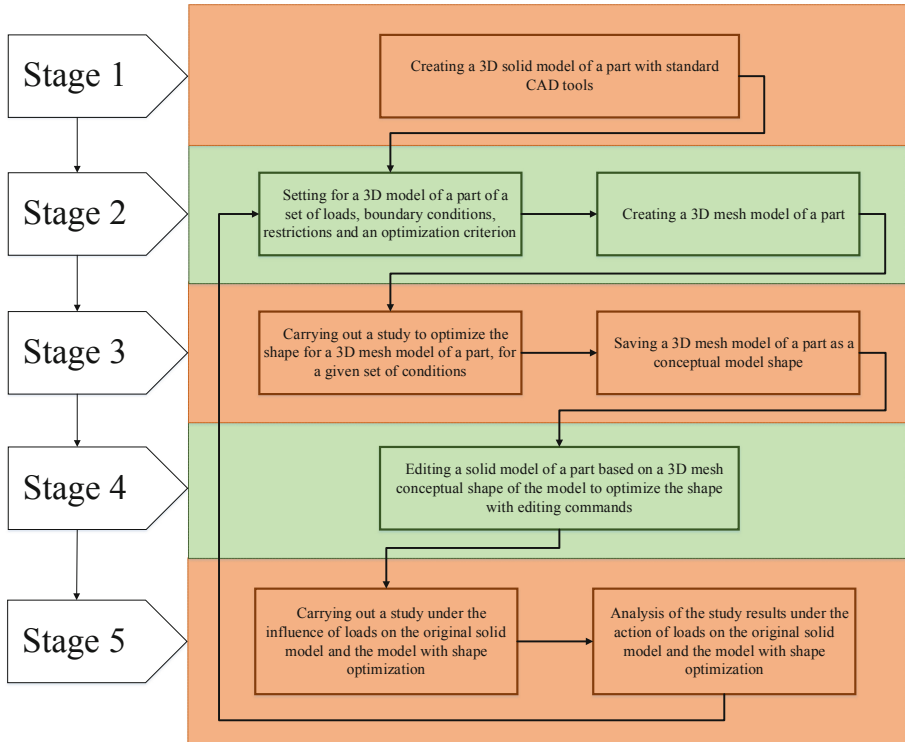 Stage 1
Creating a 3D solid model of a part with standard
CAD tools
Stage 2
Setting for a 3D model of a part of a
set of loads, boundary conditions,
restrictions and an optimization criterion
Creating a 3D mesh model of a part
Stage 3
Carrying out a study to optimize the
shape for a 3D mesh model of a part, for
a given set of conditions
Saving a 3D mesh model of a part as a
conceptual model shape
Stage 4
Editing a solid model of a part based on a 3D mesh
conceptual shape of the model to optimize the shape
with editing commands
Stage 5
Carrying out a study under the
influence of loads on the original solid
model and the model with shape
optimization
Analysis of the study results under the
action of loads on the original solid
model and the model with shape
optimization